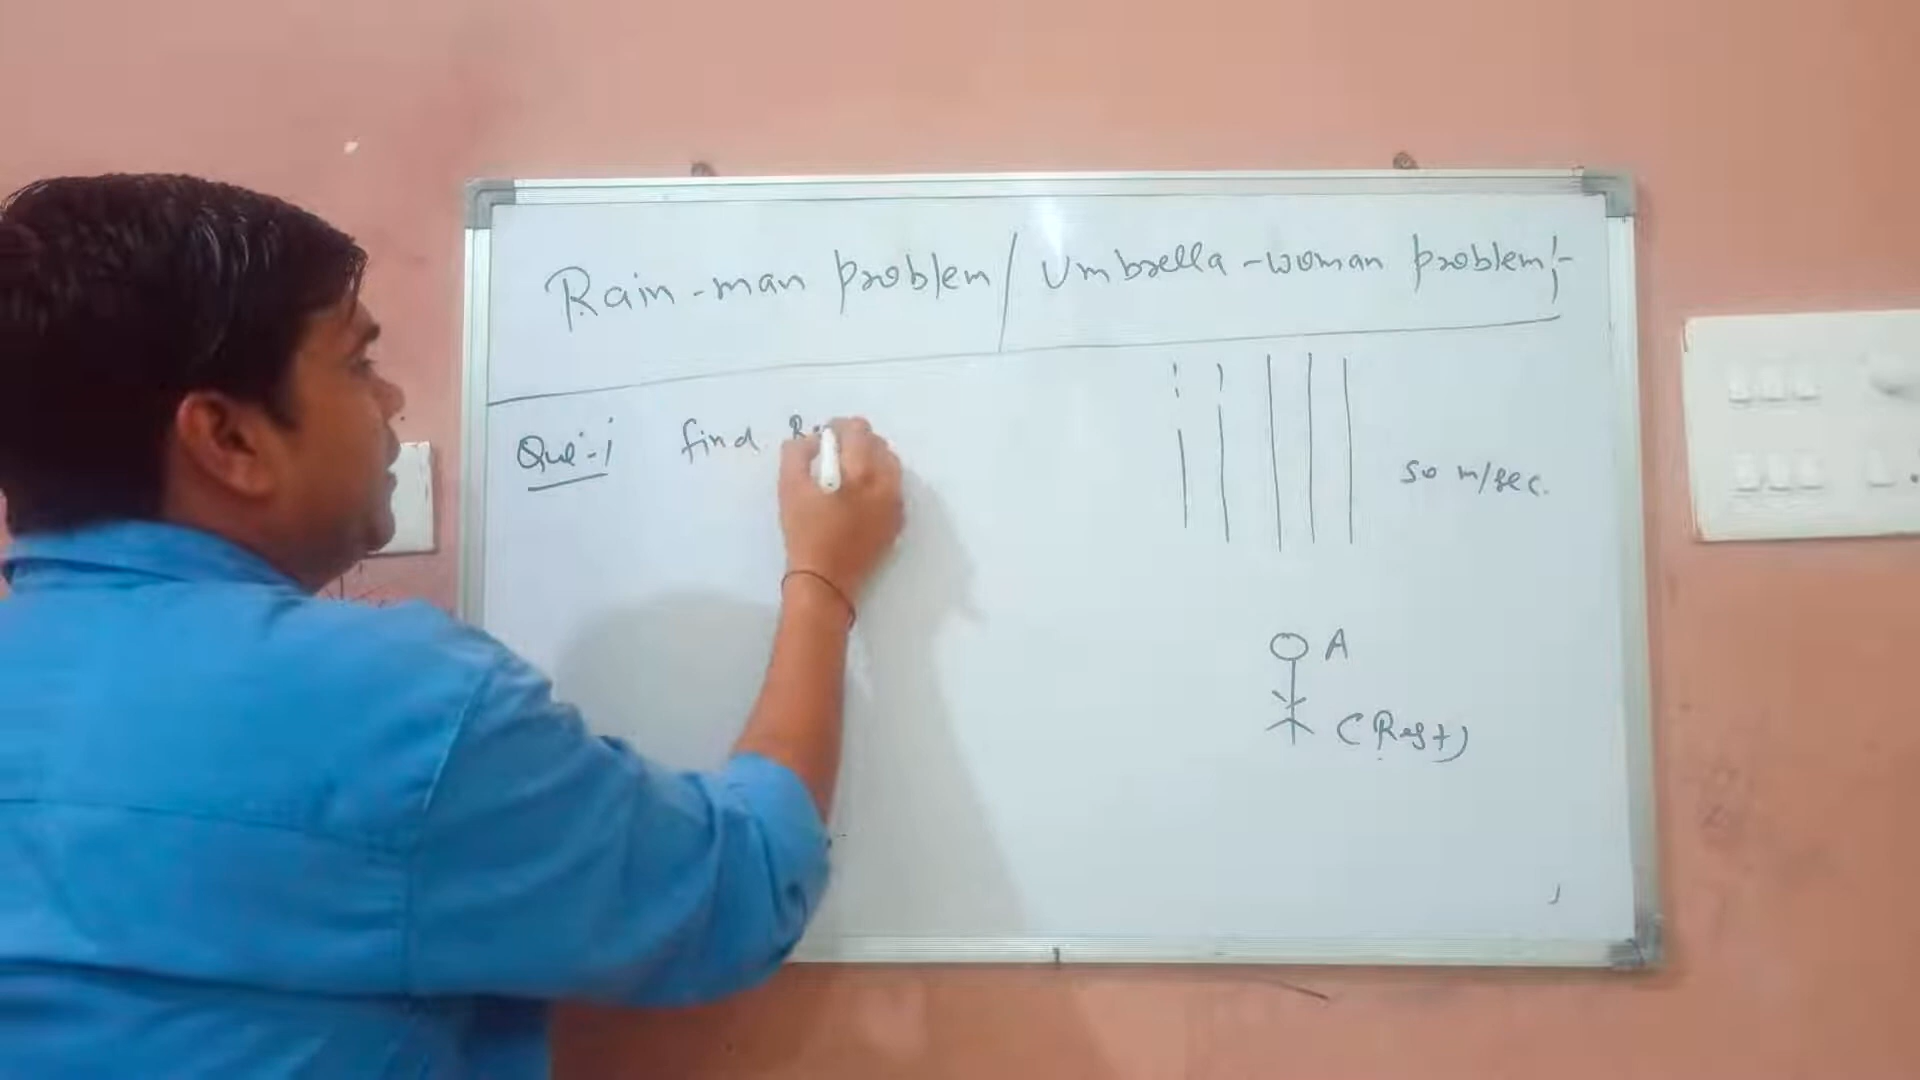 Rain-man problem / Umbrella-woman problem:-
Que:-1 find
50 m/sec.
A
(Rest)